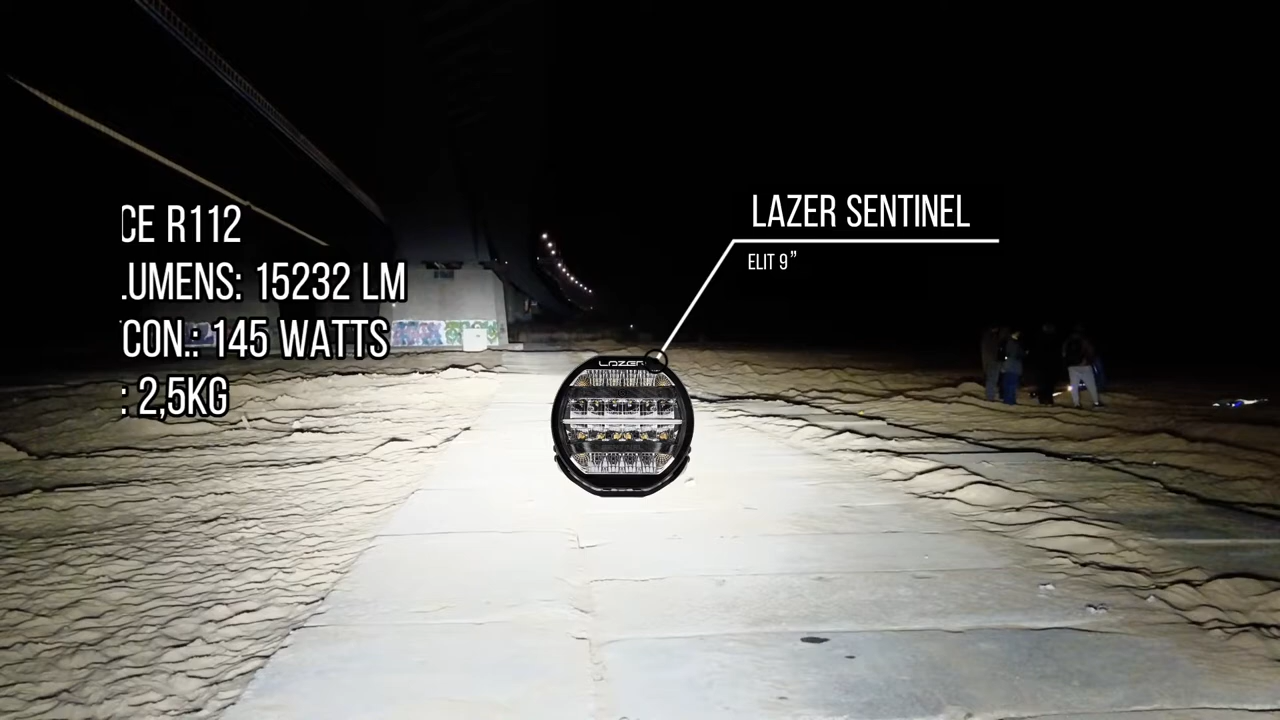 CE R112
.UMENS: 15232 LM
CON.: 145 WATTS
: 2,5KG
LAZER SENTINEL
ELIT 9”
LAZER